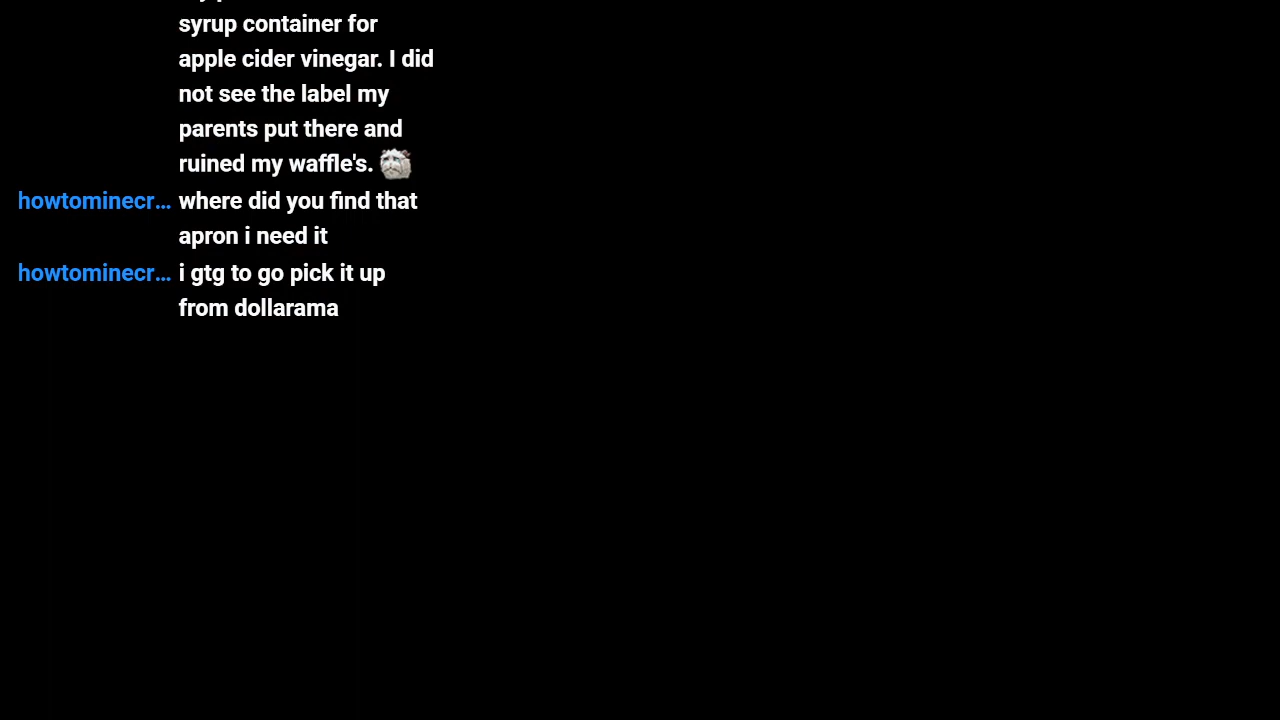 syrup container for
apple cider vinegar. I did
not see the label my
parents put there and
ruined my waffle's.
howtominecr… where did you find that
apron i need it
howtominecr… i gtg to go pick it up
from dollarama